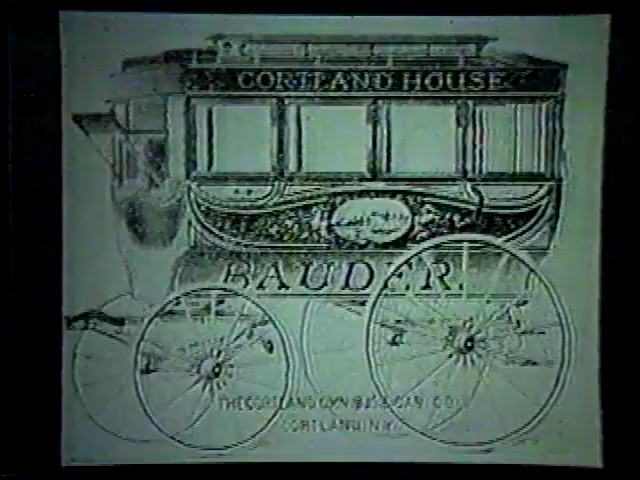 CORTLAND HOUSE
BAUDER.
THE CORTLAND OMNIBUS & CAB CO.
CORTLAND N.Y.